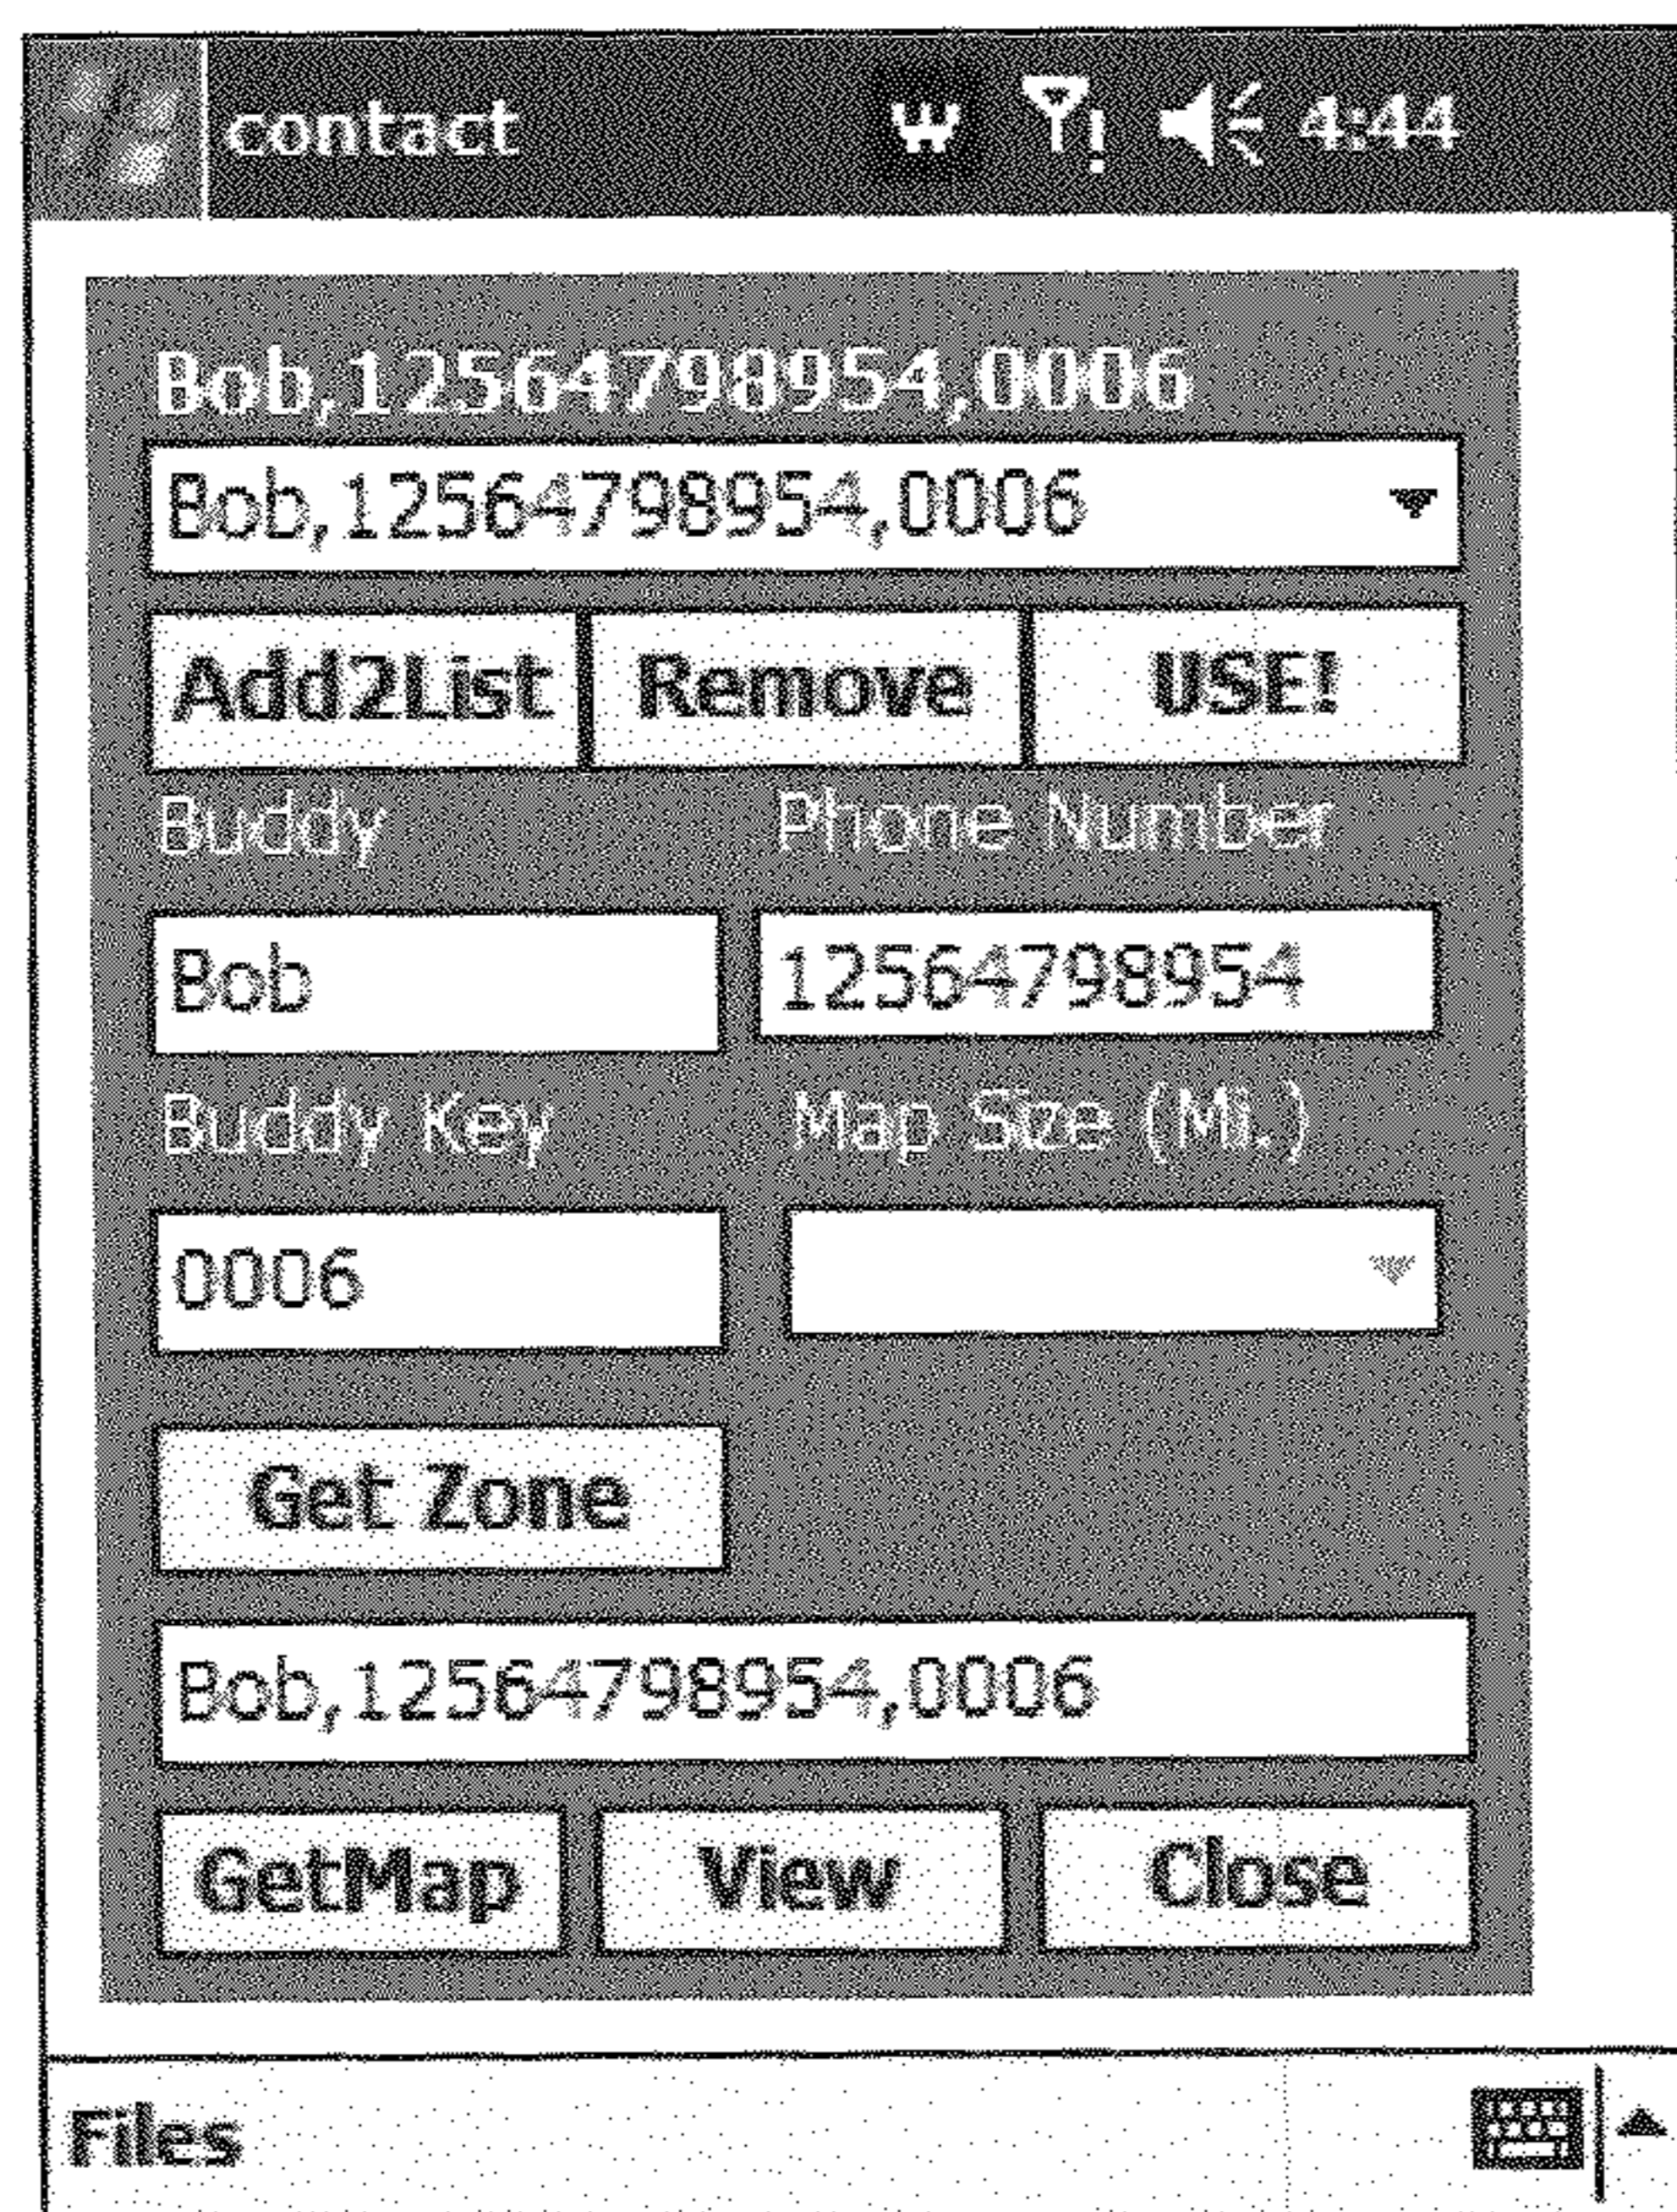 contact 4:44
Bob,12564798954,0006
Bob,12564798954,0006
Add2List Remove USE!
Buddy Phone Number
Bob 12564798954
Buddy Key Map Size (Mi.)
0006
Get Zone
Bob,12564798954,0006
GetMap View Close
Files